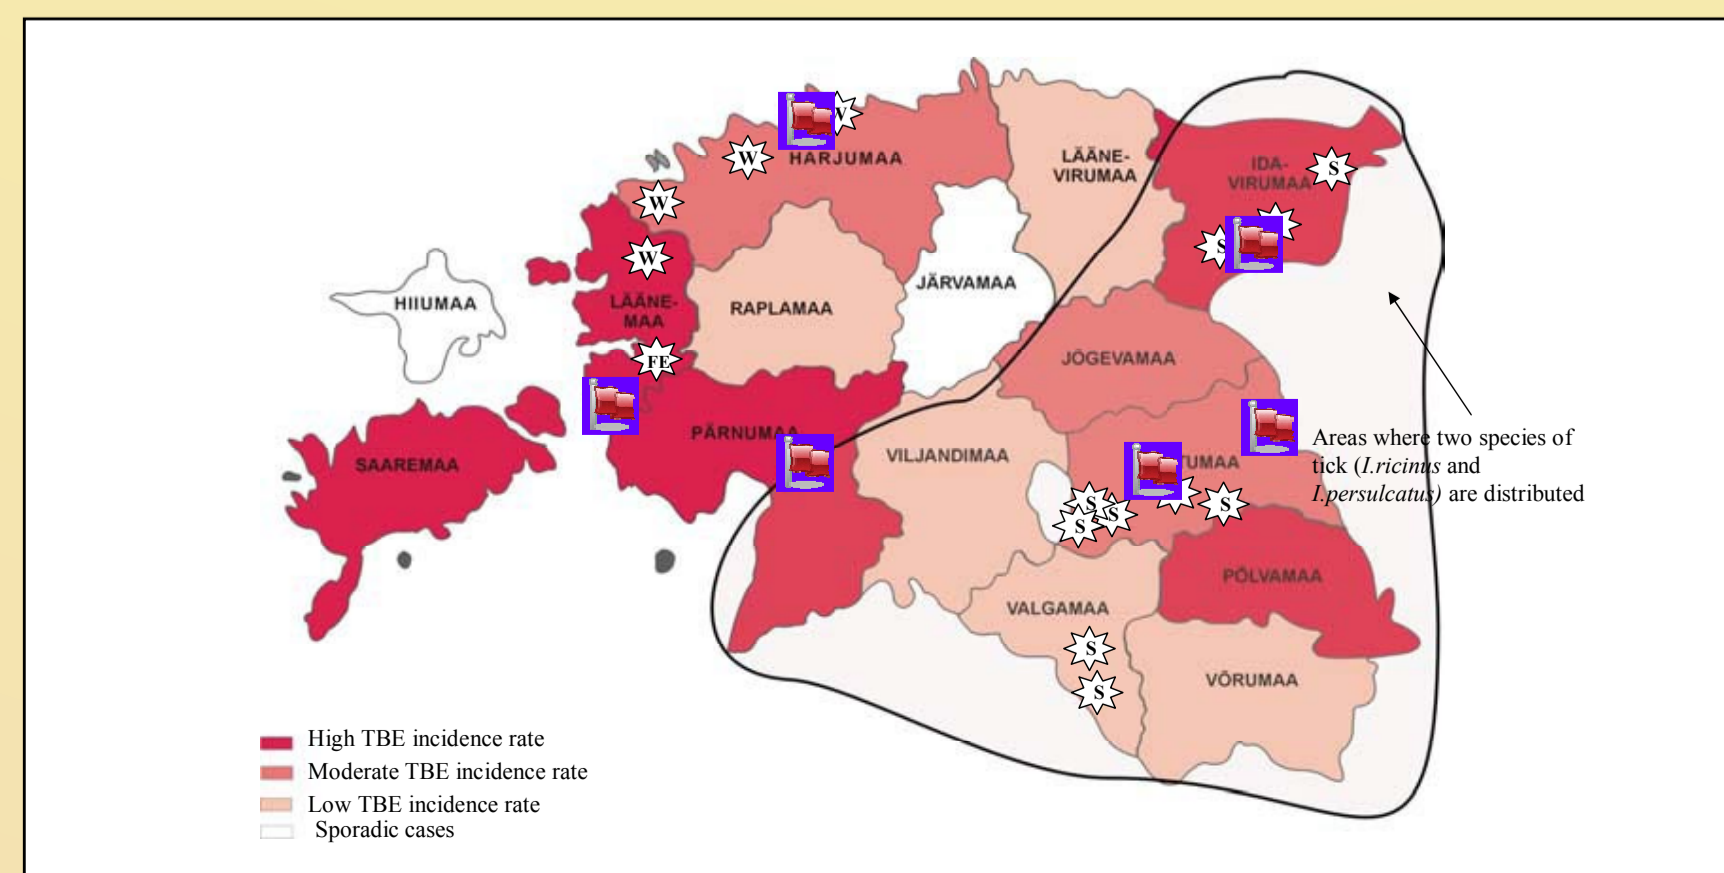 W
HARJUMAA
W
LÄÄNE-
VIRUMAA
IDA-
VIRUMAA
S
W
W
S
HIIUMAA
LÄÄNE-
MAA
RAPLAMAA
JÄRVAMAA
FE
JÕGEVAMAA
PÄRNUMAA
SAAREMAA
VILJANDIMAA
TUMAA
Areas where two species of
tick (I.ricinus and
I.persulcatus) are distributed
S
S
S
S
PÕLVAMAA
VALGAMAA
S
VÕRUMAA
S
High TBE incidence rate
Moderate TBE incidence rate
Low TBE incidence rate
Sporadic cases